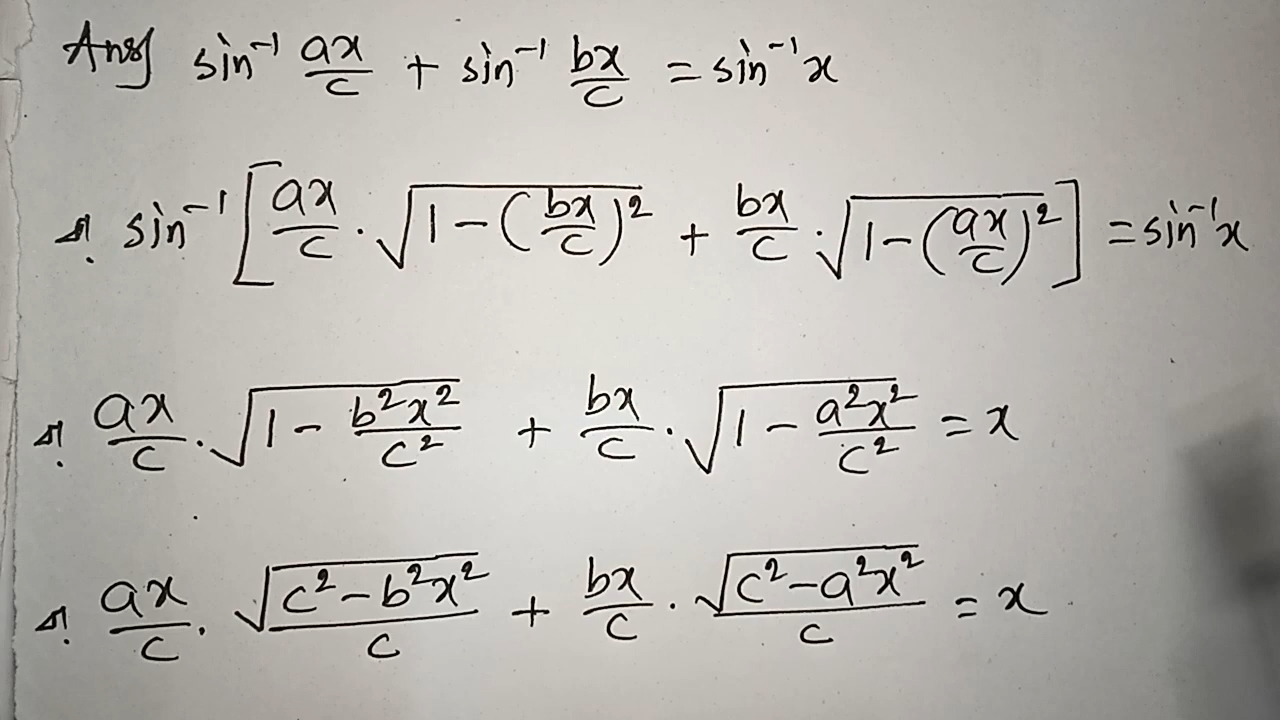 Ans sin⁻¹ ax/c + sin⁻¹ bx/c = sin⁻¹x
sin⁻¹[ax/c . √(1-(bx/c)²) + bx/c . √(1-(ax/c)²)] = sin⁻¹x
ax/c . √(1 - b²x²/c²) + bx/c . √(1 - a²x²/c²) = x
ax/c . √(c²-b²x²)/c + bx/c . √(c²-a²x²)/c = x